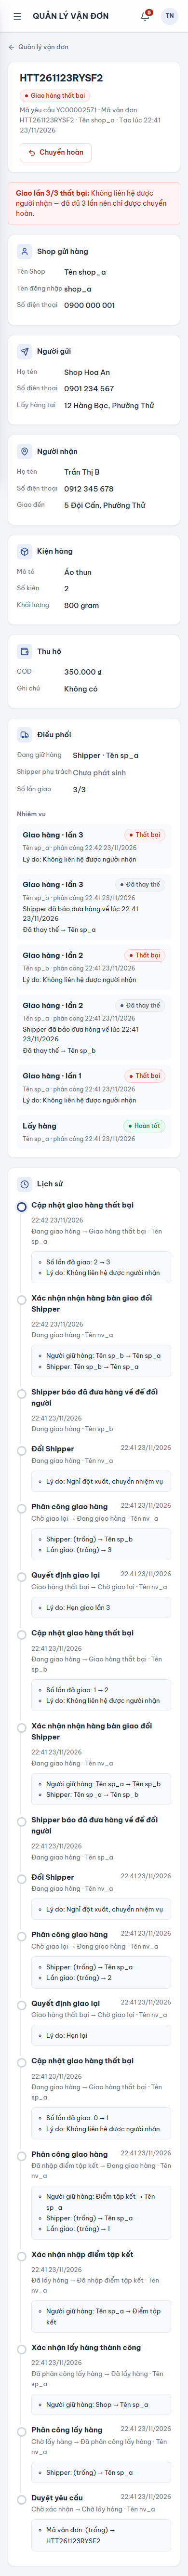 QUẢN LÝ VẬN ĐƠN
8
TN
Quản lý vận đơn
HTT261123RYSF2
Giao hàng thất bại
Mã yêu cầu YC00002571 · Mã vận đơn
HTT261123RYSF2 · Tên shop_a · Tạo lúc 22:41
23/11/2026
Chuyển hoàn
Giao lần 3/3 thất bại: Không liên hệ được
người nhận — đã đủ 3 lần nên chỉ được chuyển
hoàn.
Shop gửi hàng
Tên Shop Tên shop_a
Tên đăng nhập shop_a
Số điện thoại 0900 000 001
Người gửi
Họ tên Shop Hoa An
Số điện thoại 0901 234 567
Lấy hàng tại 12 Hàng Bạc, Phường Thử
Người nhận
Họ tên Trần Thị B
Số điện thoại 0912 345 678
Giao đến 5 Đội Cấn, Phường Thử
Kiện hàng
Mô tả Áo thun
Số kiện 2
Khối lượng 800 gram
Thu hộ
COD 350.000 ₫
Ghi chú Không có
Điều phối
Đang giữ hàng Shipper · Tên sp_a
Shipper phụ trách Chưa phát sinh
Số lần giao 3/3
Nhiệm vụ
Giao hàng · lần 3 Thất bại
Tên sp_a · phân công 22:42 23/11/2026
Lý do: Không liên hệ được người nhận
Giao hàng · lần 3 Đã thay thế
Tên sp_b · phân công 22:41 23/11/2026
Shipper đã báo đưa hàng về lúc 22:41
23/11/2026
Đã thay thế → Tên sp_a
Giao hàng · lần 2 Thất bại
Tên sp_b · phân công 22:41 23/11/2026
Lý do: Không liên hệ được người nhận
Giao hàng · lần 2 Đã thay thế
Tên sp_a · phân công 22:41 23/11/2026
Shipper đã báo đưa hàng về lúc 22:41
23/11/2026
Đã thay thế → Tên sp_b
Giao hàng · lần 1 Thất bại
Tên sp_a · phân công 22:41 23/11/2026
Lý do: Không liên hệ được người nhận
Lấy hàng Hoàn tất
Tên sp_a · phân công 22:41 23/11/2026
Lịch sử
Cập nhật giao hàng thất bại
22:42 23/11/2026
Đang giao hàng → Giao hàng thất bại · Tên
sp_a
Số lần đã giao: 2 → 3
Lý do: Không liên hệ được người nhận
Xác nhận nhận hàng bàn giao đổi
Shipper
22:42 23/11/2026
Đang giao hàng · Tên nv_a
Người giữ hàng: Tên sp_b → Tên sp_a
Shipper: Tên sp_b → Tên sp_a
Shipper báo đã đưa hàng về để đổi
người
22:41 23/11/2026
Đang giao hàng · Tên sp_b
Đổi Shipper 22:41 23/11/2026
Đang giao hàng · Tên nv_a
Lý do: Nghỉ đột xuất, chuyển nhiệm vụ
Phân công giao hàng 22:41 23/11/2026
Chờ giao lại → Đang giao hàng · Tên nv_a
Shipper: (trống) → Tên sp_b
Lần giao: (trống) → 3
Quyết định giao lại 22:41 23/11/2026
Giao hàng thất bại → Chờ giao lại · Tên nv_a
Lý do: Hẹn giao lần 3
Cập nhật giao hàng thất bại
22:41 23/11/2026
Đang giao hàng → Giao hàng thất bại · Tên
sp_b
Số lần đã giao: 1 → 2
Lý do: Không liên hệ được người nhận
Xác nhận nhận hàng bàn giao đổi
Shipper
22:41 23/11/2026
Đang giao hàng · Tên nv_a
Người giữ hàng: Tên sp_a → Tên sp_b
Shipper: Tên sp_a → Tên sp_b
Shipper báo đã đưa hàng về để đổi
người
22:41 23/11/2026
Đang giao hàng · Tên sp_a
Đổi Shipper 22:41 23/11/2026
Đang giao hàng · Tên nv_a
Lý do: Nghỉ đột xuất, chuyển nhiệm vụ
Phân công giao hàng 22:41 23/11/2026
Chờ giao lại → Đang giao hàng · Tên nv_a
Shipper: (trống) → Tên sp_a
Lần giao: (trống) → 2
Quyết định giao lại 22:41 23/11/2026
Giao hàng thất bại → Chờ giao lại · Tên nv_a
Lý do: Hẹn lại
Cập nhật giao hàng thất bại
22:41 23/11/2026
Đang giao hàng → Giao hàng thất bại · Tên
sp_a
Số lần đã giao: 0 → 1
Lý do: Không liên hệ được người nhận
Phân công giao hàng 22:41 23/11/2026
Đã nhập điểm tập kết → Đang giao hàng · Tên
nv_a
Người giữ hàng: Điểm tập kết → Tên
sp_a
Shipper: (trống) → Tên sp_a
Lần giao: (trống) → 1
Xác nhận nhập điểm tập kết
22:41 23/11/2026
Đã lấy hàng → Đã nhập điểm tập kết · Tên
nv_a
Người giữ hàng: Tên sp_a → Điểm tập
kết
Xác nhận lấy hàng thành công
22:41 23/11/2026
Đã phân công lấy hàng → Đã lấy hàng · Tên
sp_a
Người giữ hàng: Shop → Tên sp_a
Phân công lấy hàng 22:41 23/11/2026
Chờ lấy hàng → Đã phân công lấy hàng · Tên
nv_a
Shipper: (trống) → Tên sp_a
Duyệt yêu cầu 22:41 23/11/2026
Chờ xác nhận → Chờ lấy hàng · Tên nv_a
Mã vận đơn: (trống) →
HTT261123RYSF2